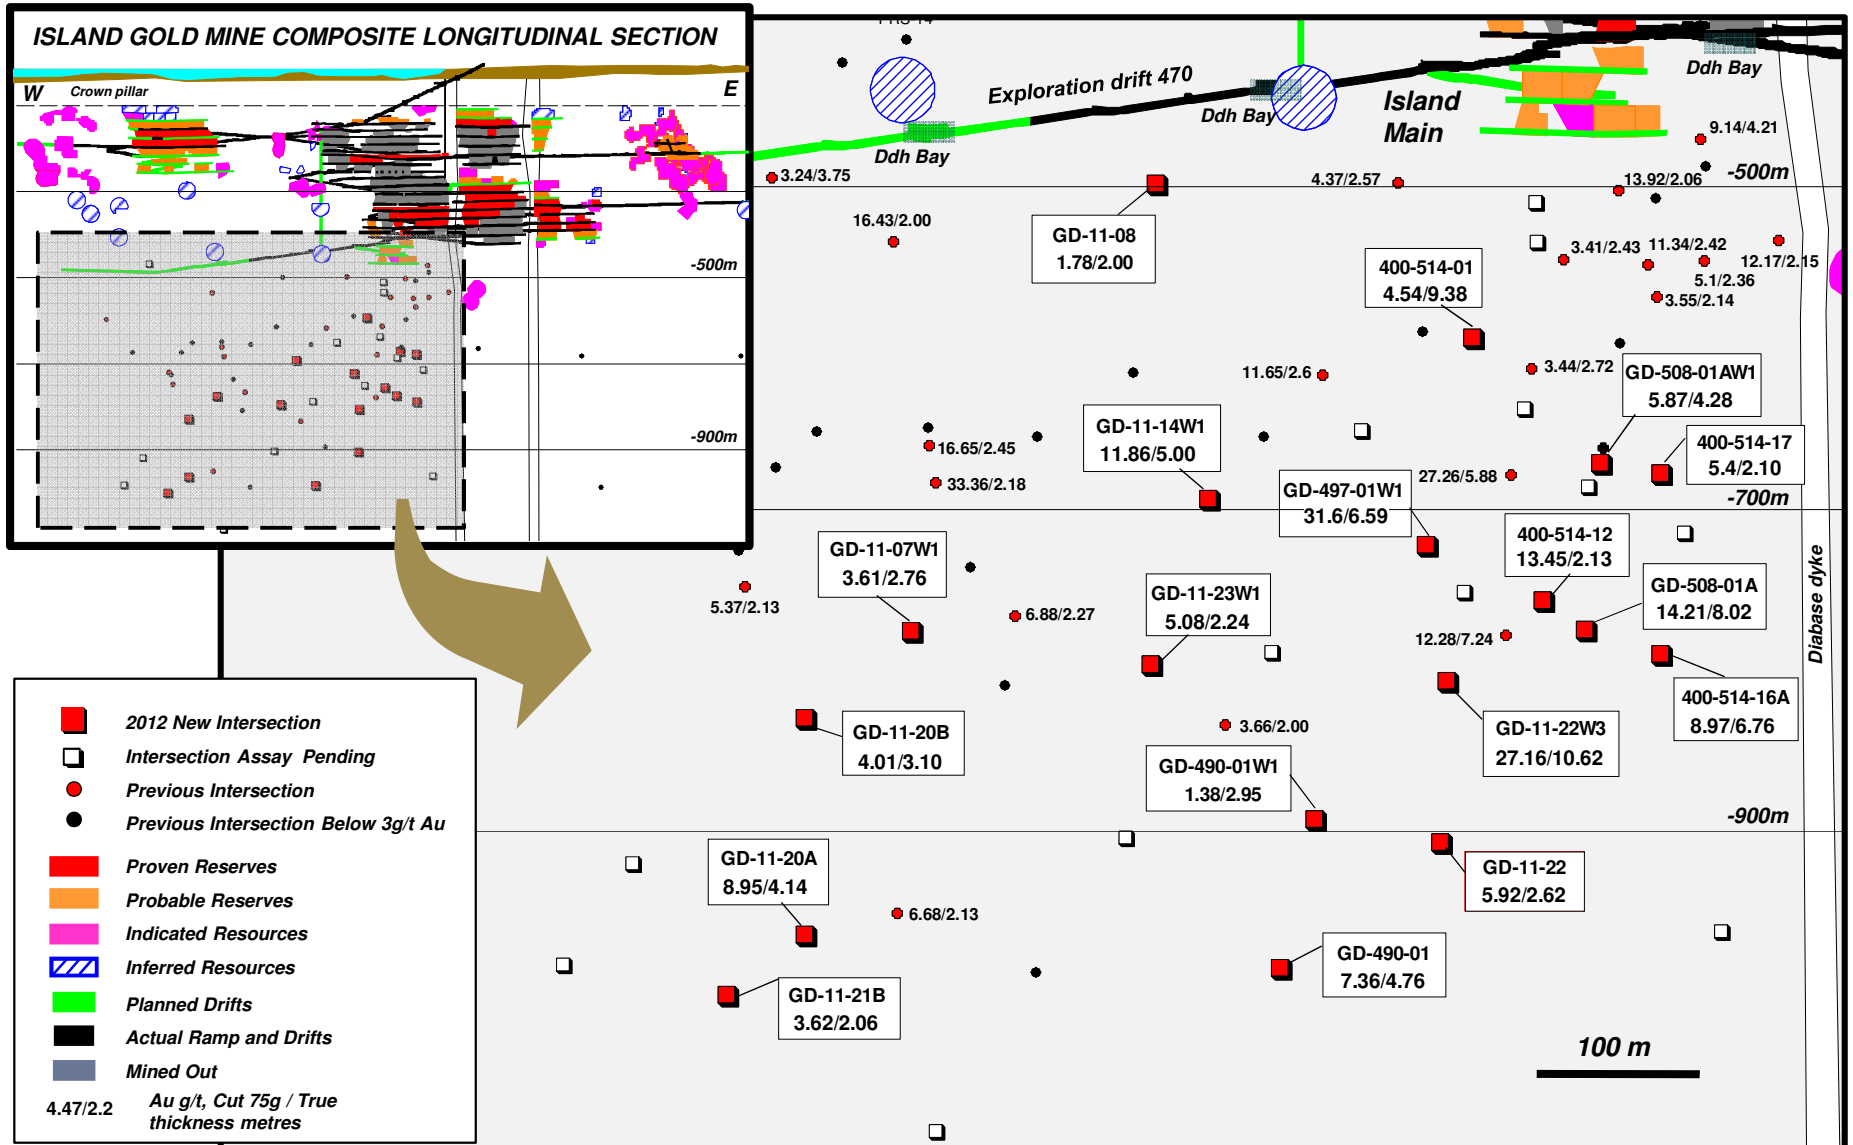 ISLAND GOLD MINE COMPOSITE LONGITUDINAL SECTION
W
Crown pillar
E
-500m
-900m
Exploration drift 470
Ddh Bay
Ddh Bay
Ddh Bay
Island
Main
9.14/4.21
-500m
3.24/3.75
4.37/2.57
13.92/2.06
16.43/2.00
GD-11-08
1.78/2.00
3.41/2.43
11.34/2.42
12.17/2.15
5.1/2.36
3.55/2.14
400-514-01
4.54/9.38
11.65/2.6
3.44/2.72
GD-508-01AW1
5.87/4.28
GD-11-14W1
11.86/5.00
16.65/2.45
33.36/2.18
400-514-17
5.4/2.10
27.26/5.88
GD-497-01W1
31.6/6.59
-700m
GD-11-07W1
3.61/2.76
400-514-12
13.45/2.13
5.37/2.13
6.88/2.27
GD-11-23W1
5.08/2.24
GD-508-01A
14.21/8.02
12.28/7.24
Diabase dyke
400-514-16A
8.97/6.76
GD-11-20B
4.01/3.10
3.66/2.00
GD-11-22W3
27.16/10.62
GD-490-01W1
1.38/2.95
-900m
GD-11-20A
8.95/4.14
GD-11-22
5.92/2.62
6.68/2.13
GD-490-01
7.36/4.76
GD-11-21B
3.62/2.06
100 m
2012 New Intersection
Intersection Assay Pending
Previous Intersection
Previous Intersection Below 3g/t Au
Proven Reserves
Probable Reserves
Indicated Resources
Inferred Resources
Planned Drifts
Actual Ramp and Drifts
Mined Out
4.47/2.2 Au g/t, Cut 75g / True
thickness metres